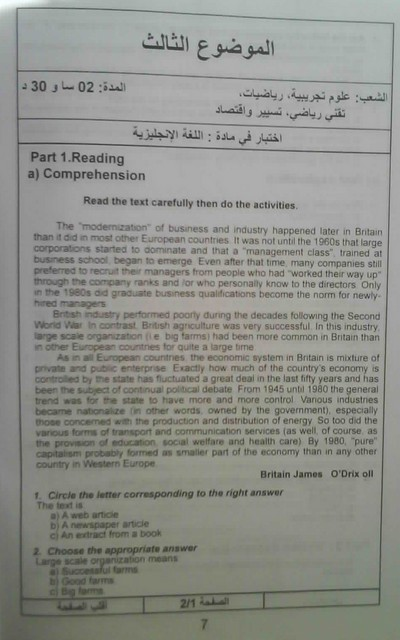 الموضوع الثالث
الشعب: علوم تجريبية، رياضيات،
تقني رياضي، تسيير واقتصاد
المدة: 02 سا و 30 د
اختبار في مادة : اللغة الإنجليزية
Part 1.Reading
a) Comprehension
Read the text carefully then do the activities.
The "modernization" of business and industry happened later in Britain
than it did in most other European countries. It was not until the 1960s that large
corporations started to dominate and that a "management class", trained at
business school, began to emerge. Even after that time, many companies still
preferred to recruit their managers from people who had "worked their way up"
through the company ranks and /or who personally know to the directors. Only
in the 1980s did graduate business qualifications become the norm for newly-
hired managers.
British industry performed poorly during the decades following the Second
World War. In contrast, British agriculture was very successful. In this industry,
large scale organization (i.e. big farms) had been more common in Britain than
in other European countries for quite a large time.
As in all European countries, the economic system in Britain is mixture of
private and public enterprise. Exactly how much of the country's economy is
controlled by the state has fluctuated a great deal in the last fifty years and has
been the subject of continual political debate. From 1945 until 1980 the general
trend was for the state to have more and more control. Various industries
became nationalize (in other words, owned by the government), especially
those concerned with the production and distribution of energy. So too did the
various forms of transport and communication services (as well, of course, as
the provision of education, social welfare and health care). By 1980, "pure"
capitalism probably formed as smaller part of the economy than in any other
country in Western Europe.
Britain James O'Drix oll
1. Circle the letter corresponding to the right answer
The text is
a) A web article
b) A newspaper article
c) An extract from a book
2. Choose the appropriate answer
Large scale organization means
a) Successful farms
b) Good farms
c) Big farms
الصفحة 2/1
أقلب الصفحة
7